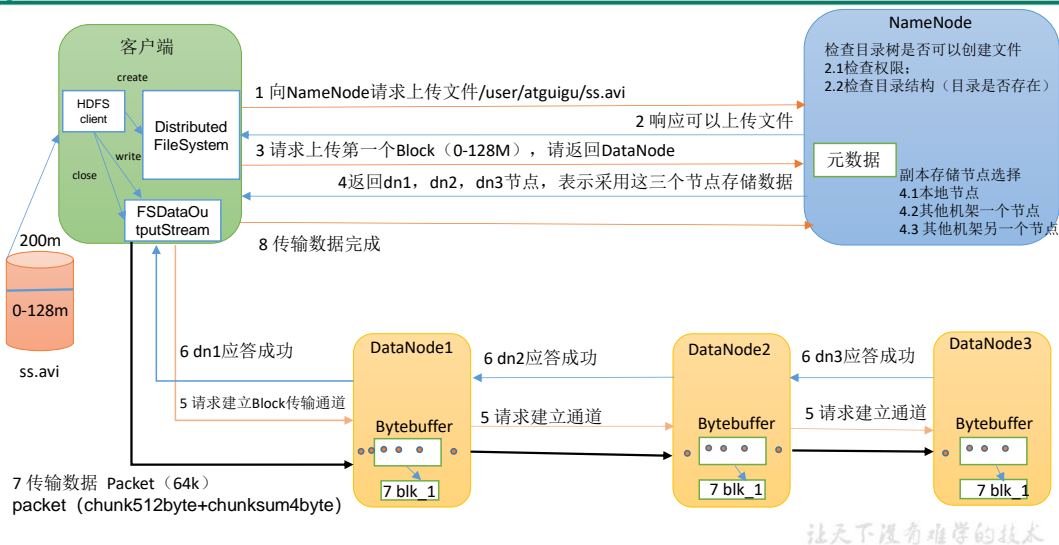 客户端
create
HDFS
client
Distributed
FileSystem
write
close
FSDataOu
tputStream
200m
0-128m
ss.avi
1 向NameNode请求上传文件/user/atguigu/ss.avi
2 响应可以上传文件
3 请求上传第一个Block（0-128M），请返回DataNode
4返回dn1，dn2，dn3节点，表示采用这三个节点存储数据
8 传输数据完成
NameNode
检查目录树是否可以创建文件
2.1检查权限；
2.2检查目录结构（目录是否存在）
元数据
副本存储节点选择
4.1本地节点
4.2其他机架一个节点
4.3 其他机架另一个节点
6 dn1应答成功
5 请求建立Block传输通道
DataNode1
Bytebuffer
7 blk_1
6 dn2应答成功
5 请求建立通道
DataNode2
Bytebuffer
7 blk_1
6 dn3应答成功
5 请求建立通道
DataNode3
Bytebuffer
7 blk_1
7 传输数据 Packet（64k）
packet（chunk512byte+chunksum4byte）
让天下没有难学的技术